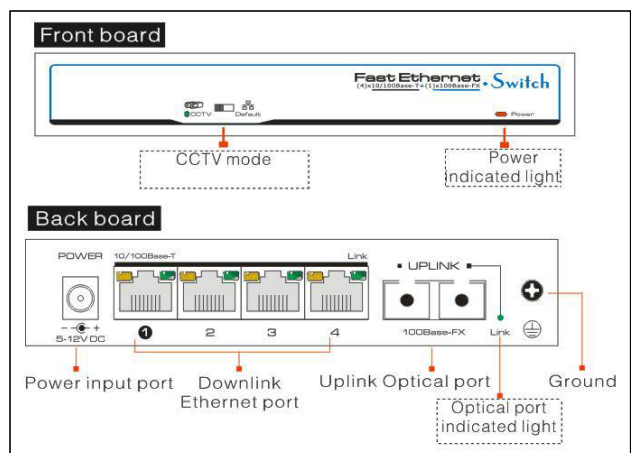 Front board
Fast Ethernet • Switch
(4)x10/100Base-T+(1)x100Base-FX
CCTV Default
Power
CCTV mode
Power
indicated light
Back board
POWER 10/100Base-T Link
• UPLINK •
1 2 3 4 100Base-FX Link
- +
5-12V DC
Power input port
Downlink
Ethernet port
Uplink Optical port
Ground
Optical port
indicated light